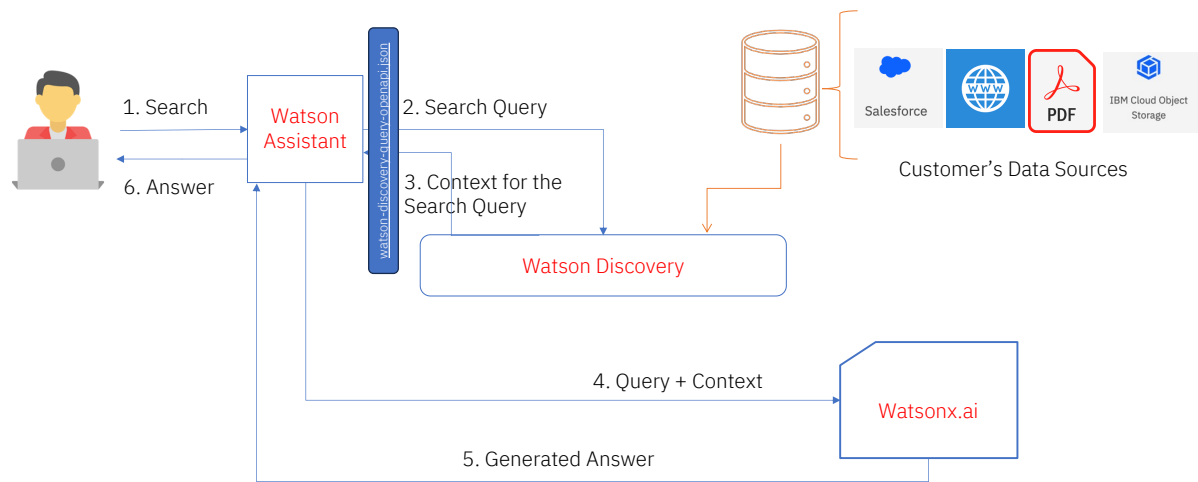 1. Search
Watson
Assistant
6. Answer
watson-discovery-query-openapi.json
2. Search Query
3. Context for the
Search Query
Watson Discovery
Salesforce
WWW
PDF
IBM Cloud Object
Storage
Customer’s Data Sources
4. Query + Context
Watsonx.ai
5. Generated Answer